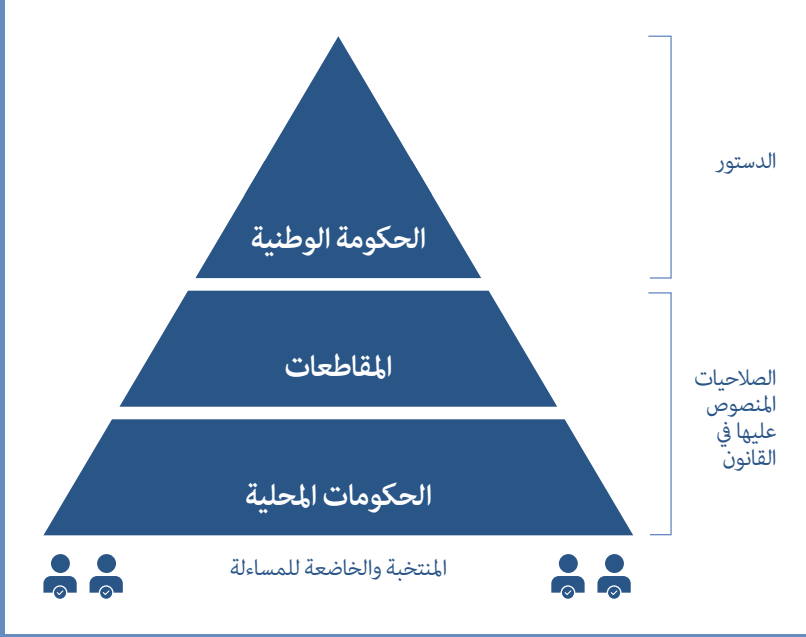 الدستور
الحكومة الوطنية
المقاطعات
الصلاحيات
المنصوص
عليها في
القانون
الحكومات المحلية
المنتخبة والخاضعة للمساءلة